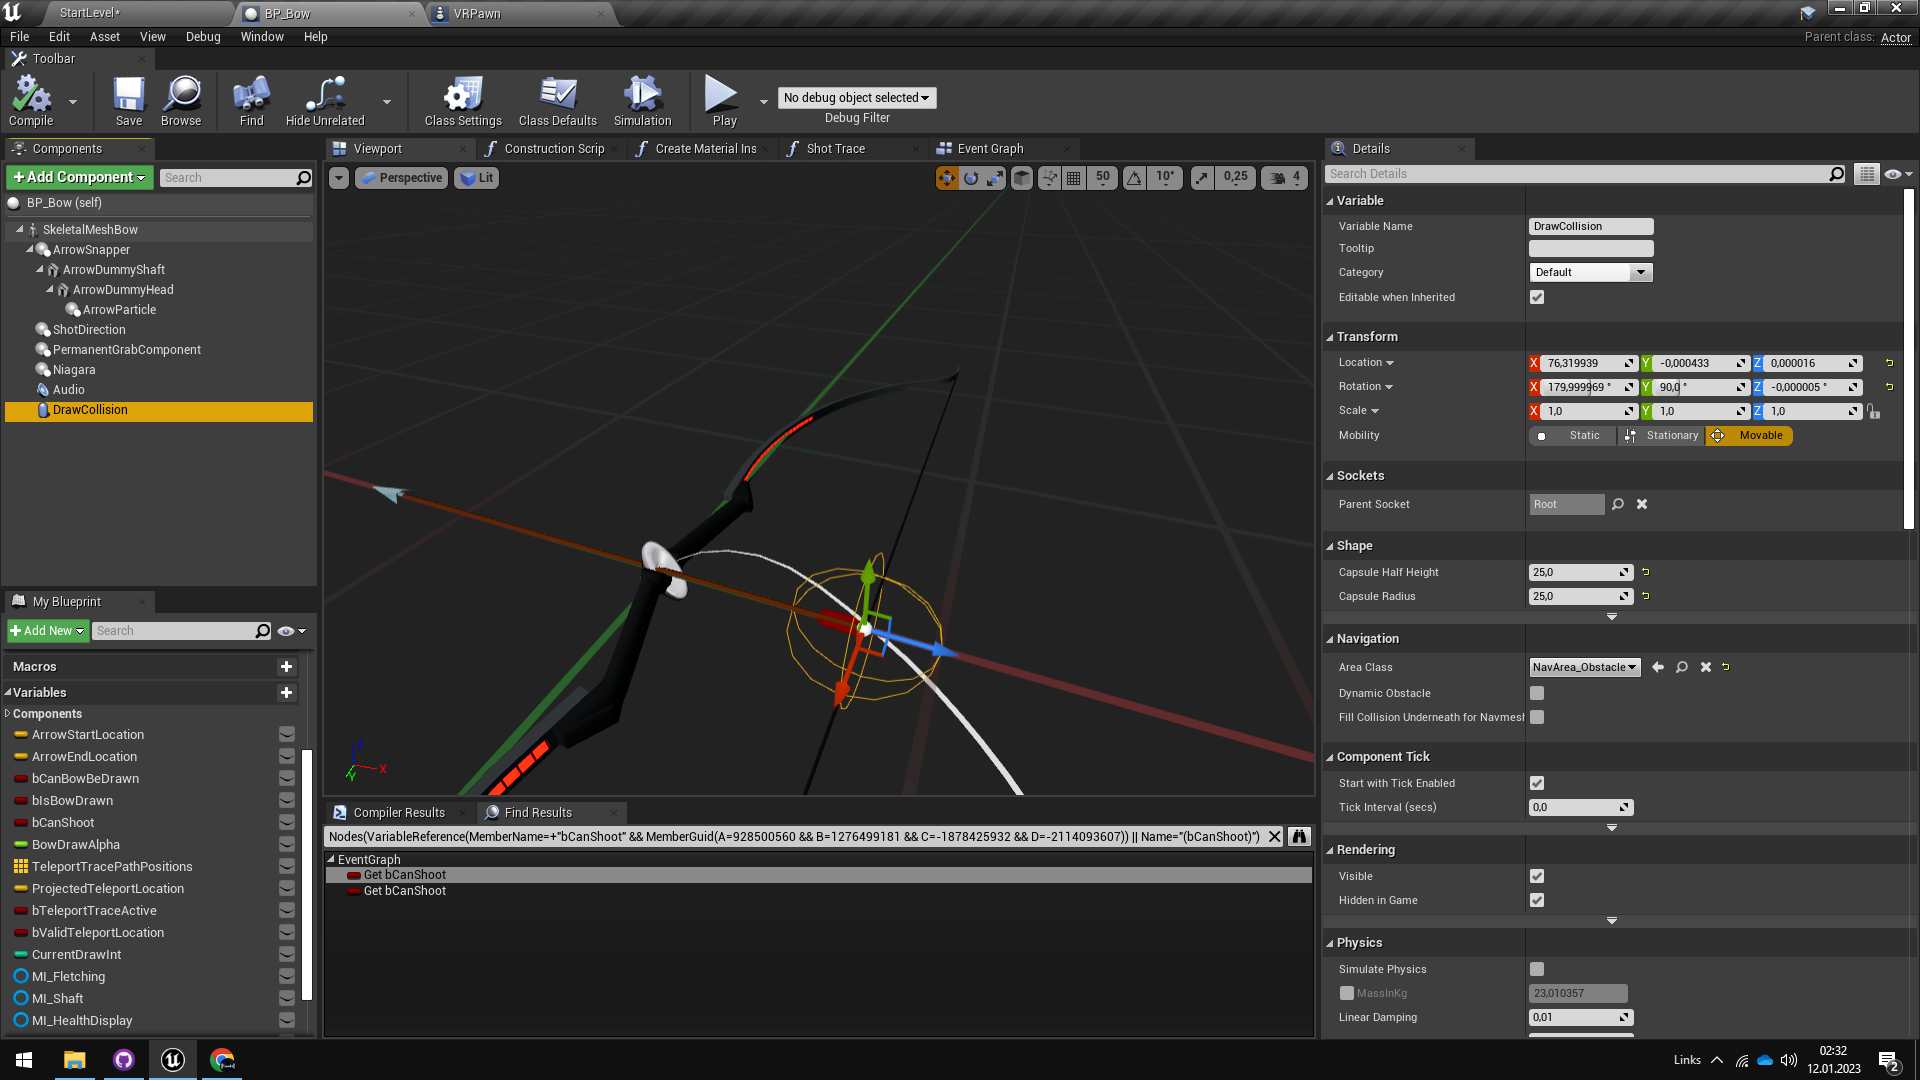 StartLevel*
BP_Bow
VRPawn
File
Edit
Asset
View
Debug
Window
Help
Parent class: Actor
Toolbar
Compile
Save
Browse
Find
Hide Unrelated
Class Settings
Class Defaults
Simulation
Play
No debug object selected
Debug Filter
Components
+ Add Component
Search
BP_Bow (self)
SkeletalMeshBow
ArrowSnapper
ArrowDummyShaft
ArrowDummyHead
ArrowParticle
ShotDirection
PermanentGrabComponent
Niagara
Audio
DrawCollision
My Blueprint
+ Add New
Search
Macros
Variables
Components
ArrowStartLocation
ArrowEndLocation
bCanBowBeDrawn
bIsBowDrawn
bCanShoot
BowDrawAlpha
TeleportTracePathPositions
ProjectedTeleportLocation
bTeleportTraceActive
bValidTeleportLocation
CurrentDrawInt
MI_Fletching
MI_Shaft
MI_HealthDisplay
Viewport
Construction Scrip
Create Material Ins
Shot Trace
Event Graph
Perspective
Lit
50
10°
0,25
4
Z
X
Y
Compiler Results
Find Results
Nodes(VariableReference(MemberName=+"bCanShoot" && MemberGuid(A=928500560 && B=1276499181 && C=-1878425932 && D=-2114093607)) || Name="(bCanShoot)")
EventGraph
Get bCanShoot
Get bCanShoot
Details
Search Details
Variable
Variable Name DrawCollision
Tooltip
Category Default
Editable when Inherited
Transform
Location X 76,319939 Y -0,000433 Z 0,000016
Rotation X 179,999969 ° Y 90,0 ° Z -0,000005 °
Scale X 1,0 Y 1,0 Z 1,0
Mobility Static Stationary Movable
Sockets
Parent Socket Root
Shape
Capsule Half Height 25,0
Capsule Radius 25,0
Navigation
Area Class NavArea_Obstacle
Dynamic Obstacle
Fill Collision Underneath for Navmesh
Component Tick
Start with Tick Enabled
Tick Interval (secs) 0,0
Rendering
Visible
Hidden in Game
Physics
Simulate Physics
MassInKg 23,010357
Linear Damping 0,01
Links
02:32
12.01.2023
2